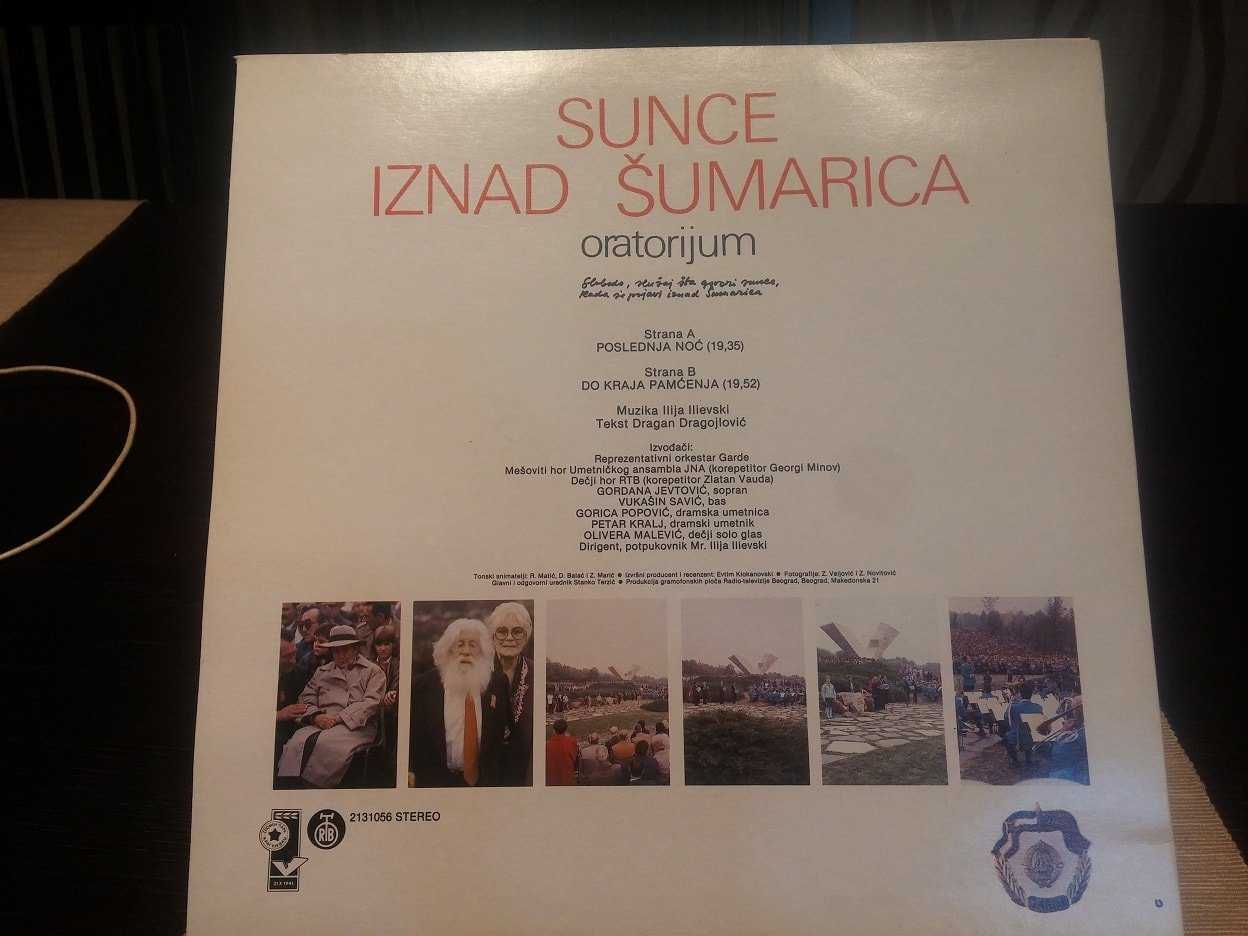 SUNCE
IZNAD ŠUMARICA
oratorijum
Slobodo, slušaj šta govori sunce,
kada se pojavi iznad Šumarica
Strana A
POSLEDNJA NOĆ (19,35)
Strana B
DO KRAJA PAMĆENJA (19,52)
Muzika Ilija Ilievski
Tekst Dragan Dragojlović
Izvođači:
Reprezentativni orkestar Garde
Mešoviti hor Umetničkog ansambla JNA (korepetitor Georgi Minov)
Dečji hor RTB (korepetitor Zlatan Vauda)
GORDANA JEVTOVIĆ, sopran
VUKAŠIN SAVIĆ, bas
GORICA POPOVIĆ, dramska umetnica
PETAR KRALJ, dramski umetnik
OLIVERA MALEVIĆ, dečji solo glas
Dirigent, potpukovnik Mr. Ilija Ilievski
Tonski snimatelji: R. Matić, D. Balać i Z. Marić ● Izvršni producent i recenzent: Evtim Klokanovski ● Fotografije: Z. Veljović i Z. Novitović
Glavni i odgovorni urednik Stanko Terzić ● Produkcija gramofonskih ploča Radio-televizije Beograd, Beograd, Makedonska 21
RTB
2131056 STEREO
21.X 1941.